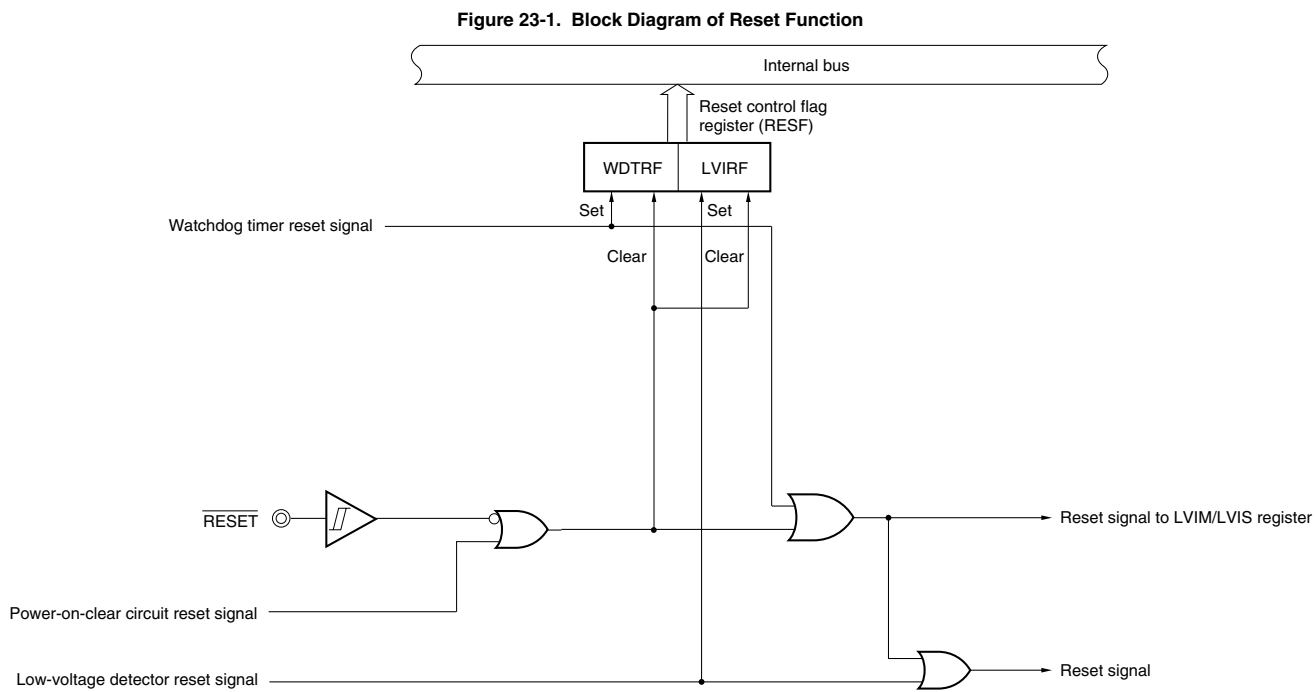 Figure 23-1. Block Diagram of Reset Function
Internal bus
Reset control flag
register (RESF)
WDTRF
LVIRF
Set
Set
Watchdog timer reset signal
Clear
Clear
RESET
Reset signal to LVIM/LVIS register
Power-on-clear circuit reset signal
Low-voltage detector reset signal
Reset signal